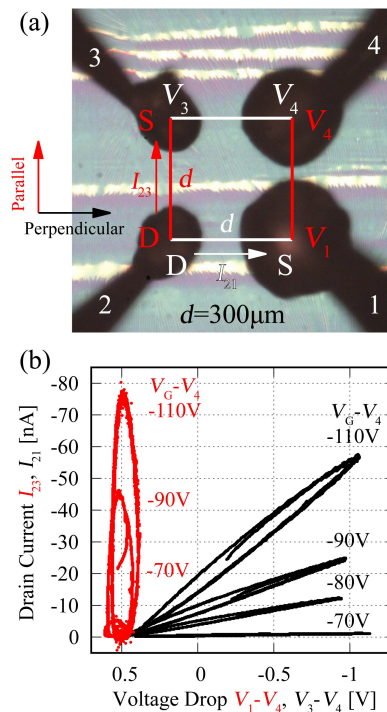 (a)
3
4
V₃
V₄
S
V₄
Parallel
I₂₃
d
Perpendicular
d
D
V₁
D
S
I₂₁
2
d=300μm
1
(b)
-80
-70
-60
-50
-40
-30
-20
-10
0
Drain Current I₂₃, I₂₁ [nA]
V_G-V₄
-110V
-90V
-70V
V_G-V₄
-110V
-90V
-80V
-70V
0.5
0
-0.5
-1
Voltage Drop V₁-V₄, V₃-V₄ [V]